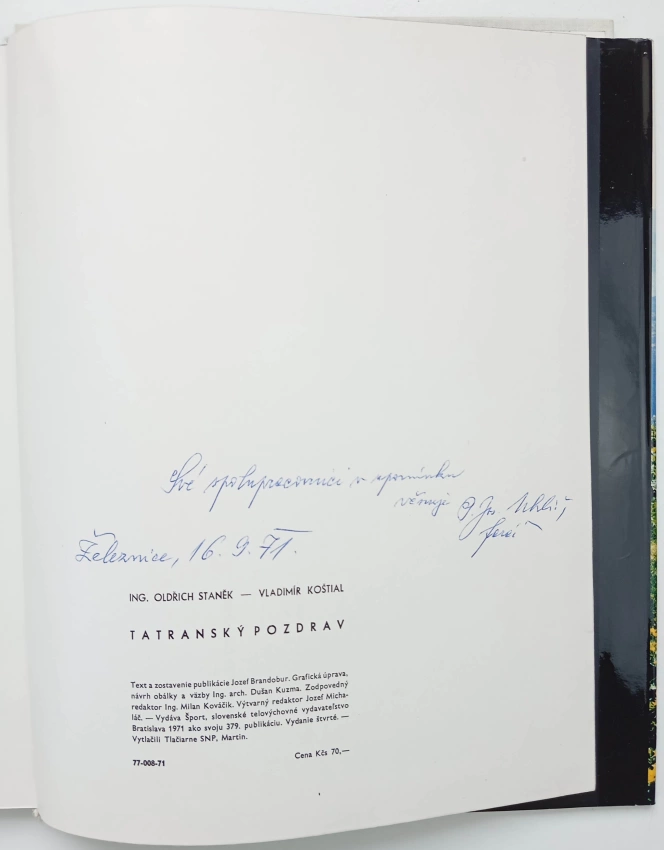 Své spolupracovnici v upomínku
věnuje
Železnice, 16. 9. 71.
ING. OLDŘICH STANĚK — VLADIMÍR KOŠTIAL
TATRANSKÝ POZDRAV
Text a zostavenie publikácie Jozef Brandobur. Grafická úprava,
návrh obálky a väzby Ing. arch. Dušan Kuzma. Zodpovedný
redaktor Ing. Milan Kováčik. Výtvarný redaktor Jozef Micha-
láč. — Vydáva Šport, slovenské telovýchovné vydavateľstvo
Bratislava 1971 ako svoju 379. publikáciu. Vydanie štvrté. —
Vytlačili Tlačiarne SNP, Martin.
77-008-71
Cena Kčs 70,—